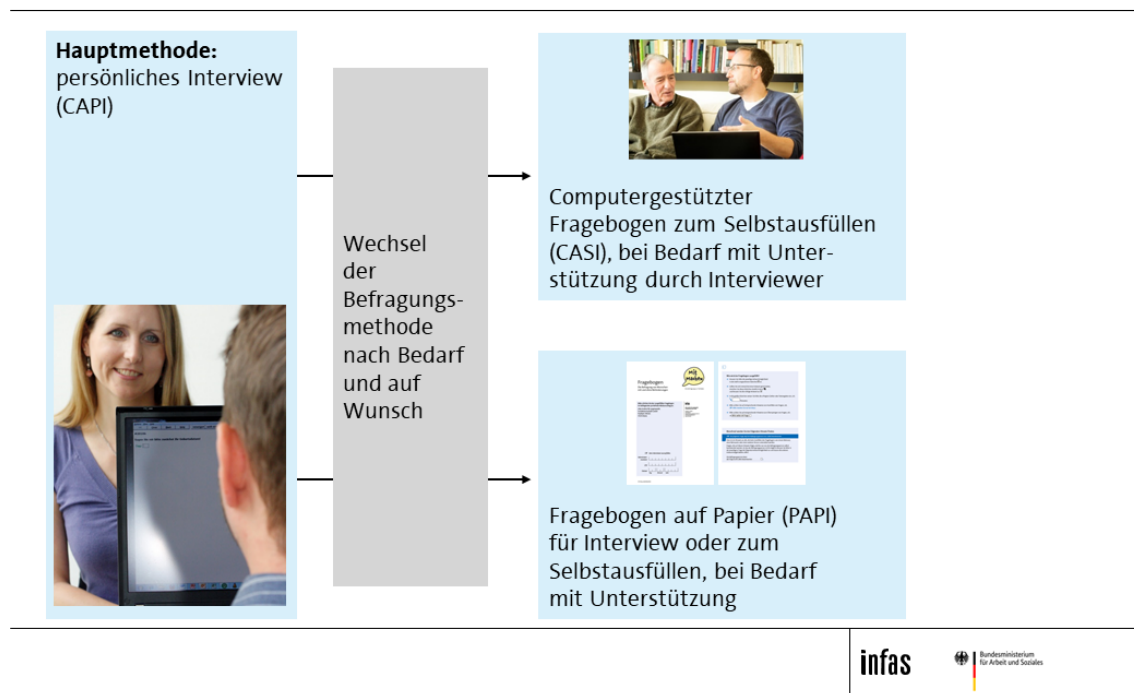 Hauptmethode:
persönliches Interview
(CAPI)
Wechsel
der
Befragungs-
methode
nach Bedarf
und auf
Wunsch
Computergestützter
Fragebogen zum Selbstausfüllen
(CASI), bei Bedarf mit Unter-
stützung durch Interviewer
Fragebogen
Fragebogen auf Papier (PAPI)
für Interview oder zum
Selbstausfüllen, bei Bedarf
mit Unterstützung
infas
Bundesministerium
für Arbeit und Soziales